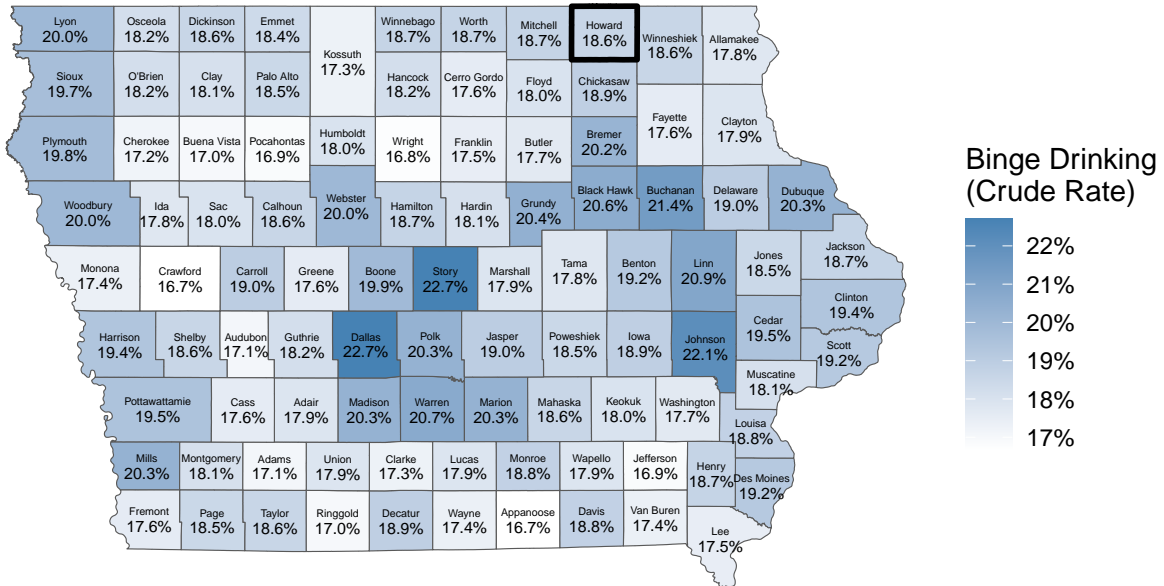 Lyon
20.0%
Osceola
18.2%
Dickinson
18.6%
Emmet
18.4%
Kossuth
17.3%
Winnebago
18.7%
Worth
18.7%
Mitchell
18.7%
Howard
18.6%
Winneshiek
18.6%
Allamakee
17.8%
Sioux
19.7%
O'Brien
18.2%
Clay
18.1%
Palo Alto
18.5%
Hancock
18.2%
Cerro Gordo
17.6%
Floyd
18.0%
Chickasaw
18.9%
Fayette
17.6%
Clayton
17.9%
Plymouth
19.8%
Cherokee
17.2%
Buena Vista
17.0%
Pocahontas
16.9%
Humboldt
18.0%
Wright
16.8%
Franklin
17.5%
Butler
17.7%
Bremer
20.2%
Woodbury
20.0%
Ida
17.8%
Sac
18.0%
Calhoun
18.6%
Webster
20.0%
Hamilton
18.7%
Hardin
18.1%
Grundy
20.4%
Black Hawk
20.6%
Buchanan
21.4%
Delaware
19.0%
Dubuque
20.3%
Monona
17.4%
Crawford
16.7%
Carroll
19.0%
Greene
17.6%
Boone
19.9%
Story
22.7%
Marshall
17.9%
Tama
17.8%
Benton
19.2%
Linn
20.9%
Jones
18.5%
Jackson
18.7%
Clinton
19.4%
Harrison
19.4%
Shelby
18.6%
Audubon
17.1%
Guthrie
18.2%
Dallas
22.7%
Polk
20.3%
Jasper
19.0%
Poweshiek
18.5%
Iowa
18.9%
Johnson
22.1%
Cedar
19.5%
Scott
19.2%
Muscatine
18.1%
Pottawattamie
19.5%
Cass
17.6%
Adair
17.9%
Madison
20.3%
Warren
20.7%
Marion
20.3%
Mahaska
18.6%
Keokuk
18.0%
Washington
17.7%
Louisa
18.8%
Mills
20.3%
Montgomery
18.1%
Adams
17.1%
Union
17.9%
Clarke
17.3%
Lucas
17.9%
Monroe
18.8%
Wapello
17.9%
Jefferson
16.9%
Henry
18.7%
Des Moines
19.2%
Fremont
17.6%
Page
18.5%
Taylor
18.6%
Ringgold
17.0%
Decatur
18.9%
Wayne
17.4%
Appanoose
16.7%
Davis
18.8%
Van Buren
17.4%
Lee
17.5%
Binge Drinking
(Crude Rate)
22%
21%
20%
19%
18%
17%